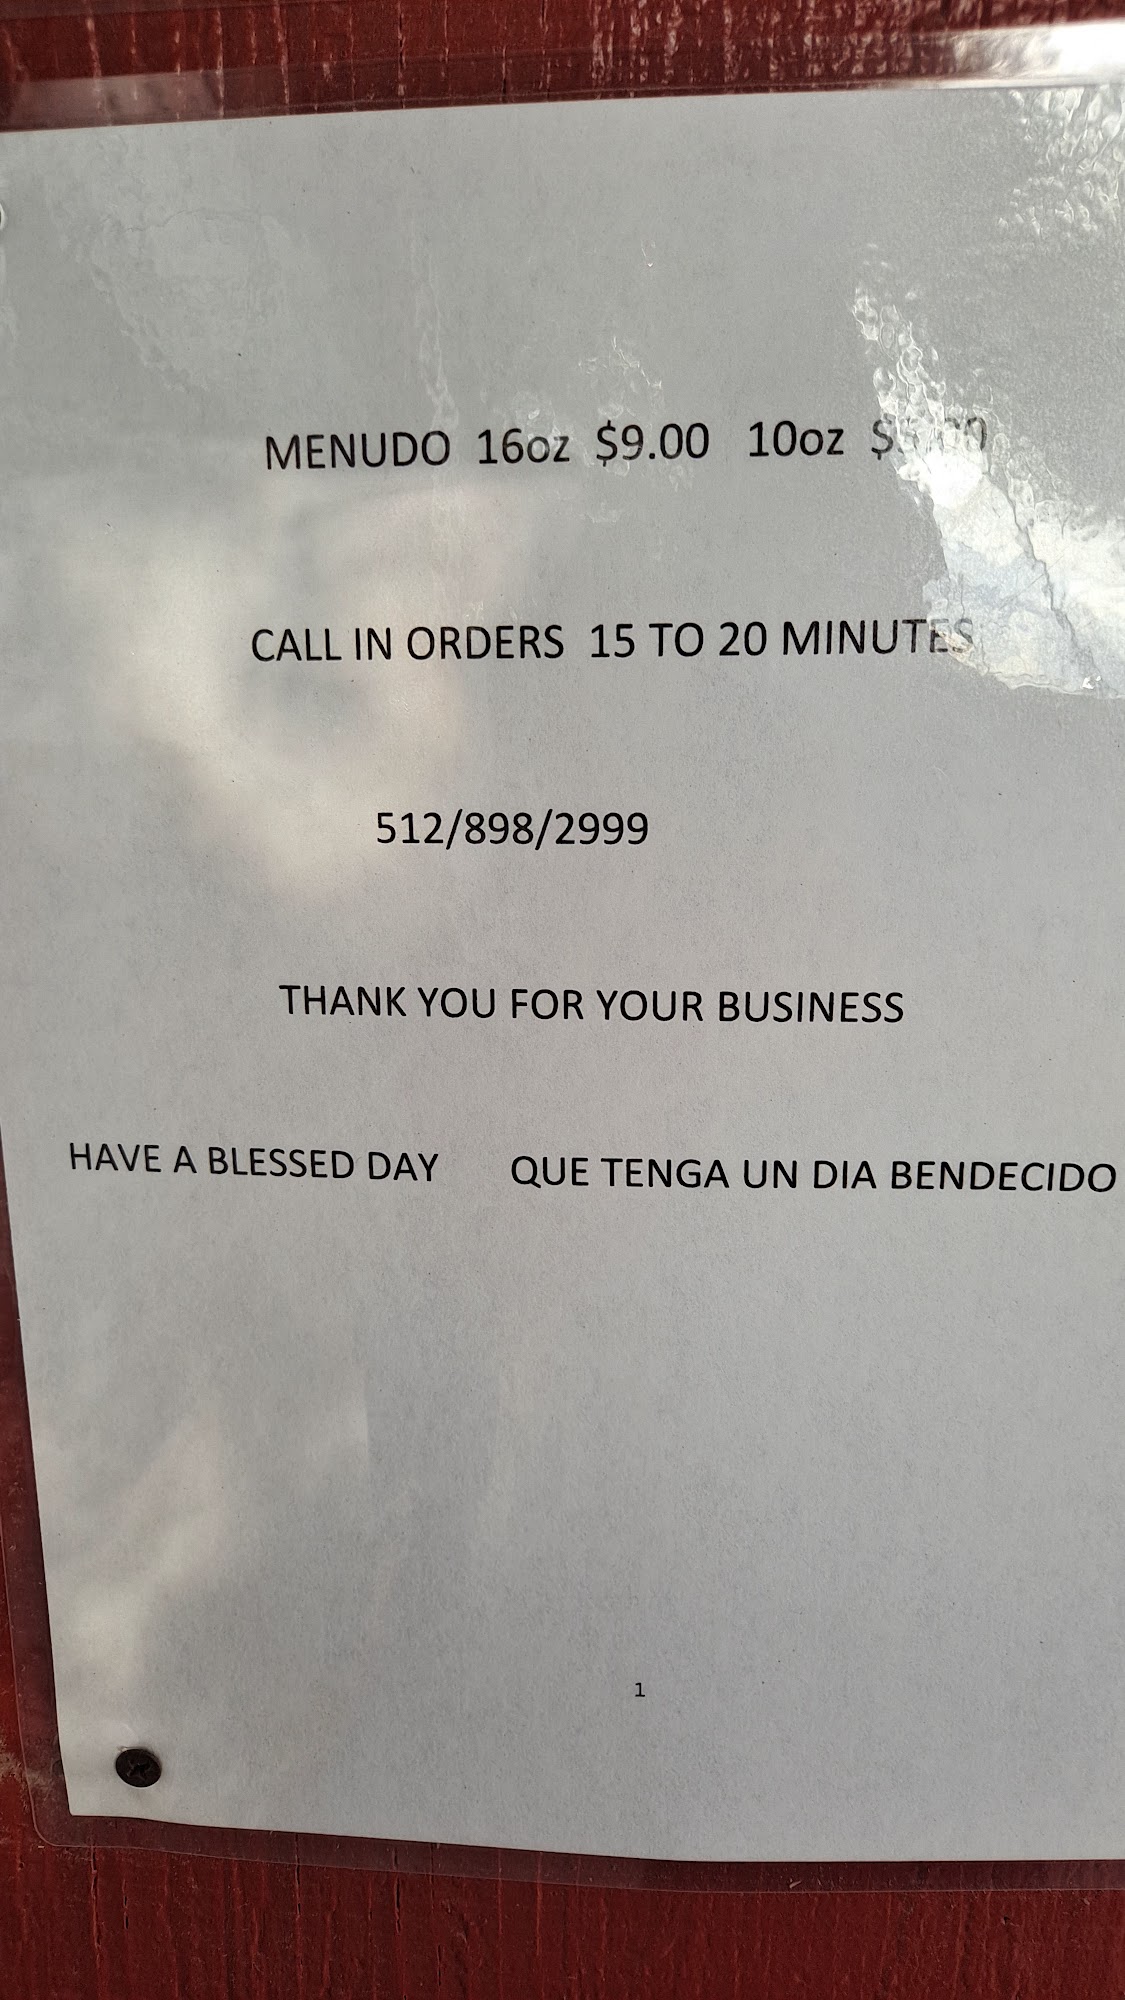 MENUDO 16oz $9.00 10oz
CALL IN ORDERS 15 TO 20 MINUTES
512/898/2999
THANK YOU FOR YOUR BUSINESS
HAVE A BLESSED DAY QUE TENGA UN DIA BENDECIDO
1